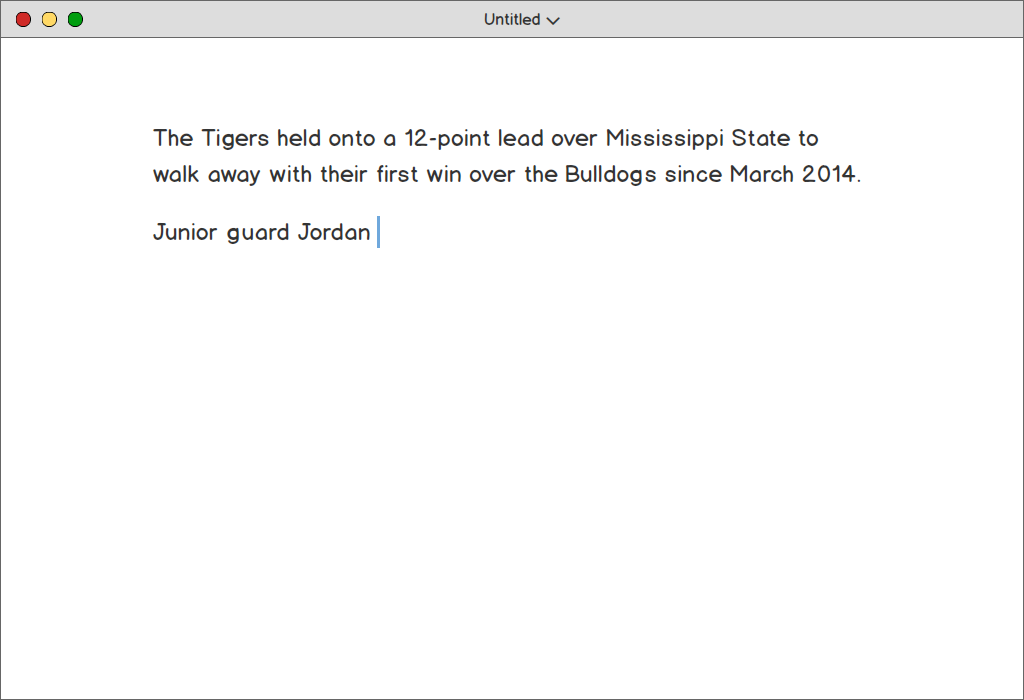 Untitled
The Tigers held onto a 12-point lead over Mississippi State to
walk away with their first win over the Bulldogs since March 2014.
Junior guard Jordan